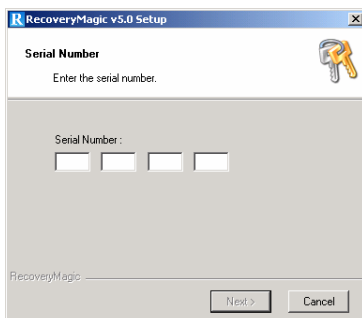 RecoveryMagic v5.0 Setup
Serial Number
Enter the serial number.
Serial Number :
RecoveryMagic
Next >
Cancel